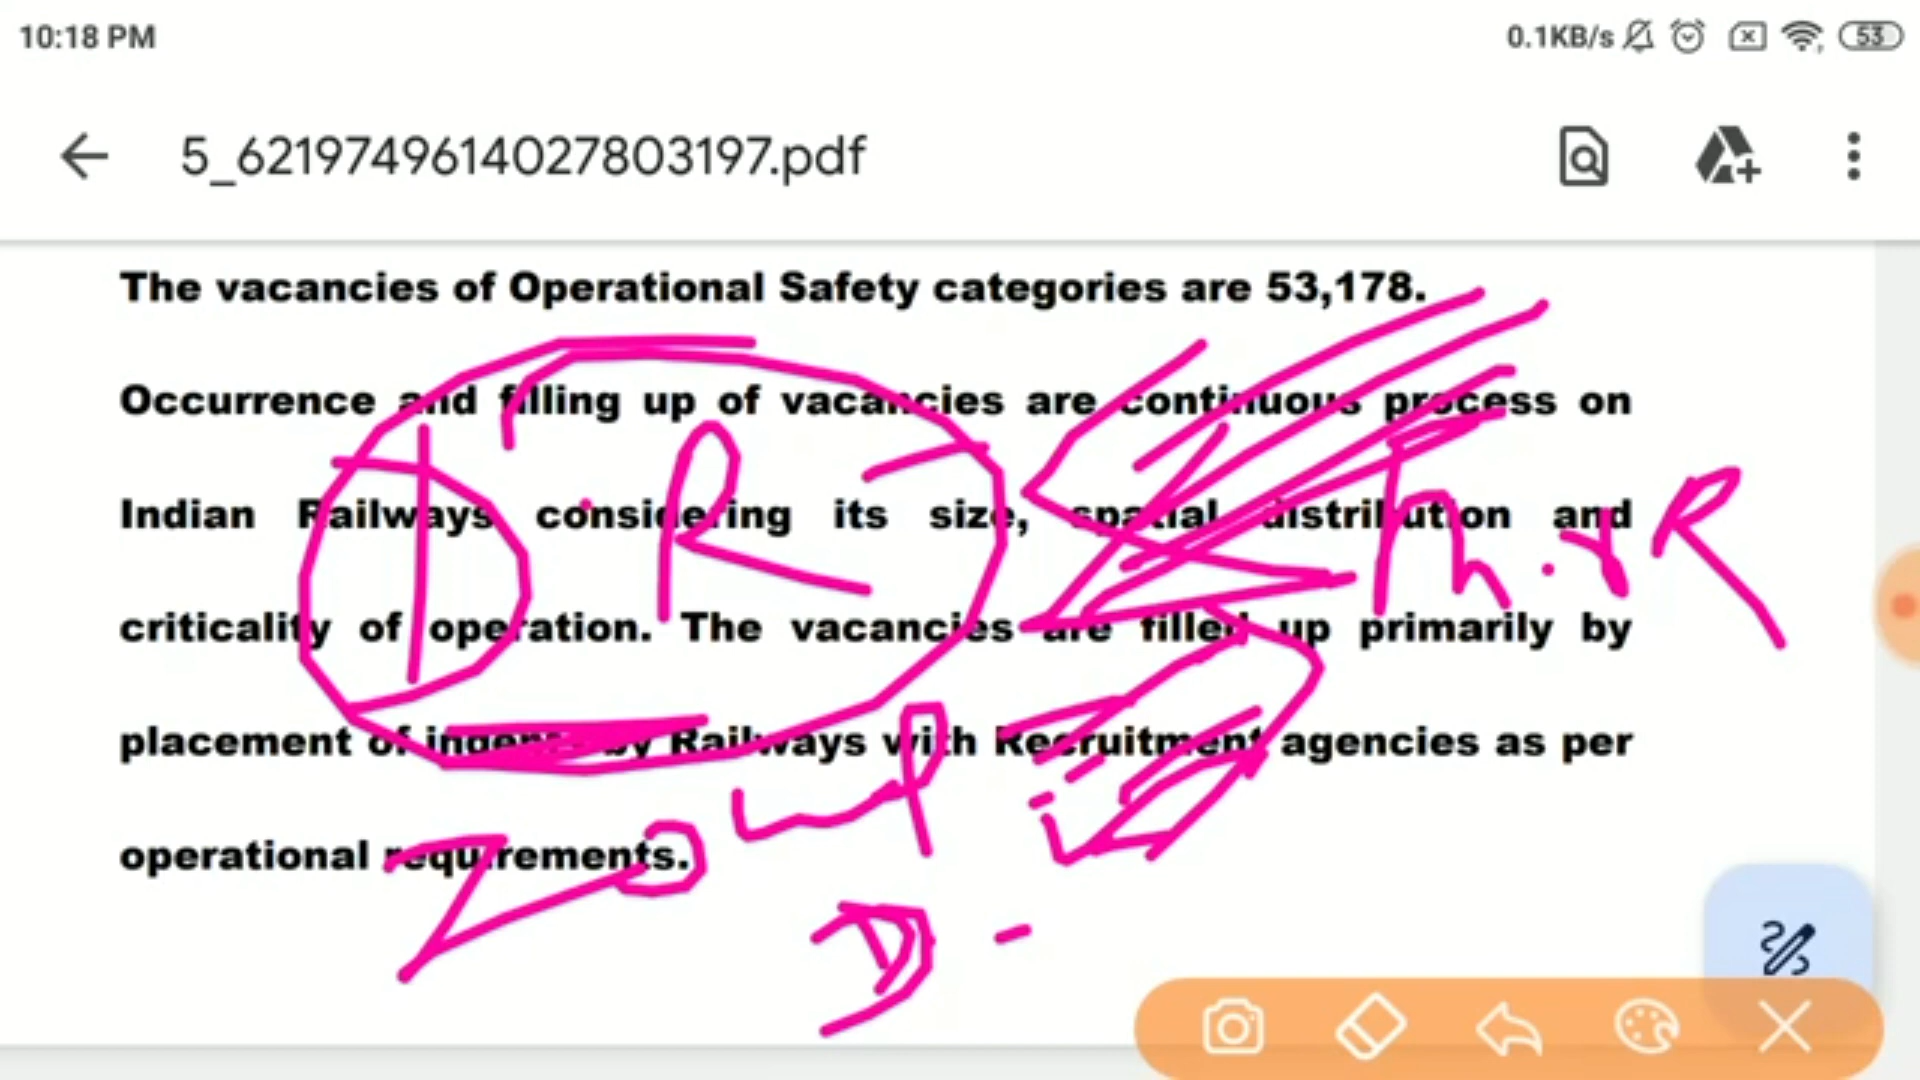 10:18 PM
0.1KB/s 53
5_6219749614027803197.pdf
The vacancies of Operational Safety categories are 53,178.
Occurrence and filling up of vacancies are continuous process on
Indian Railways considering its size, spatial distribution and
criticality of operation. The vacancies are filled up primarily by
placement of indents by Railways with Recruitment agencies as per
operational requirements.
D R